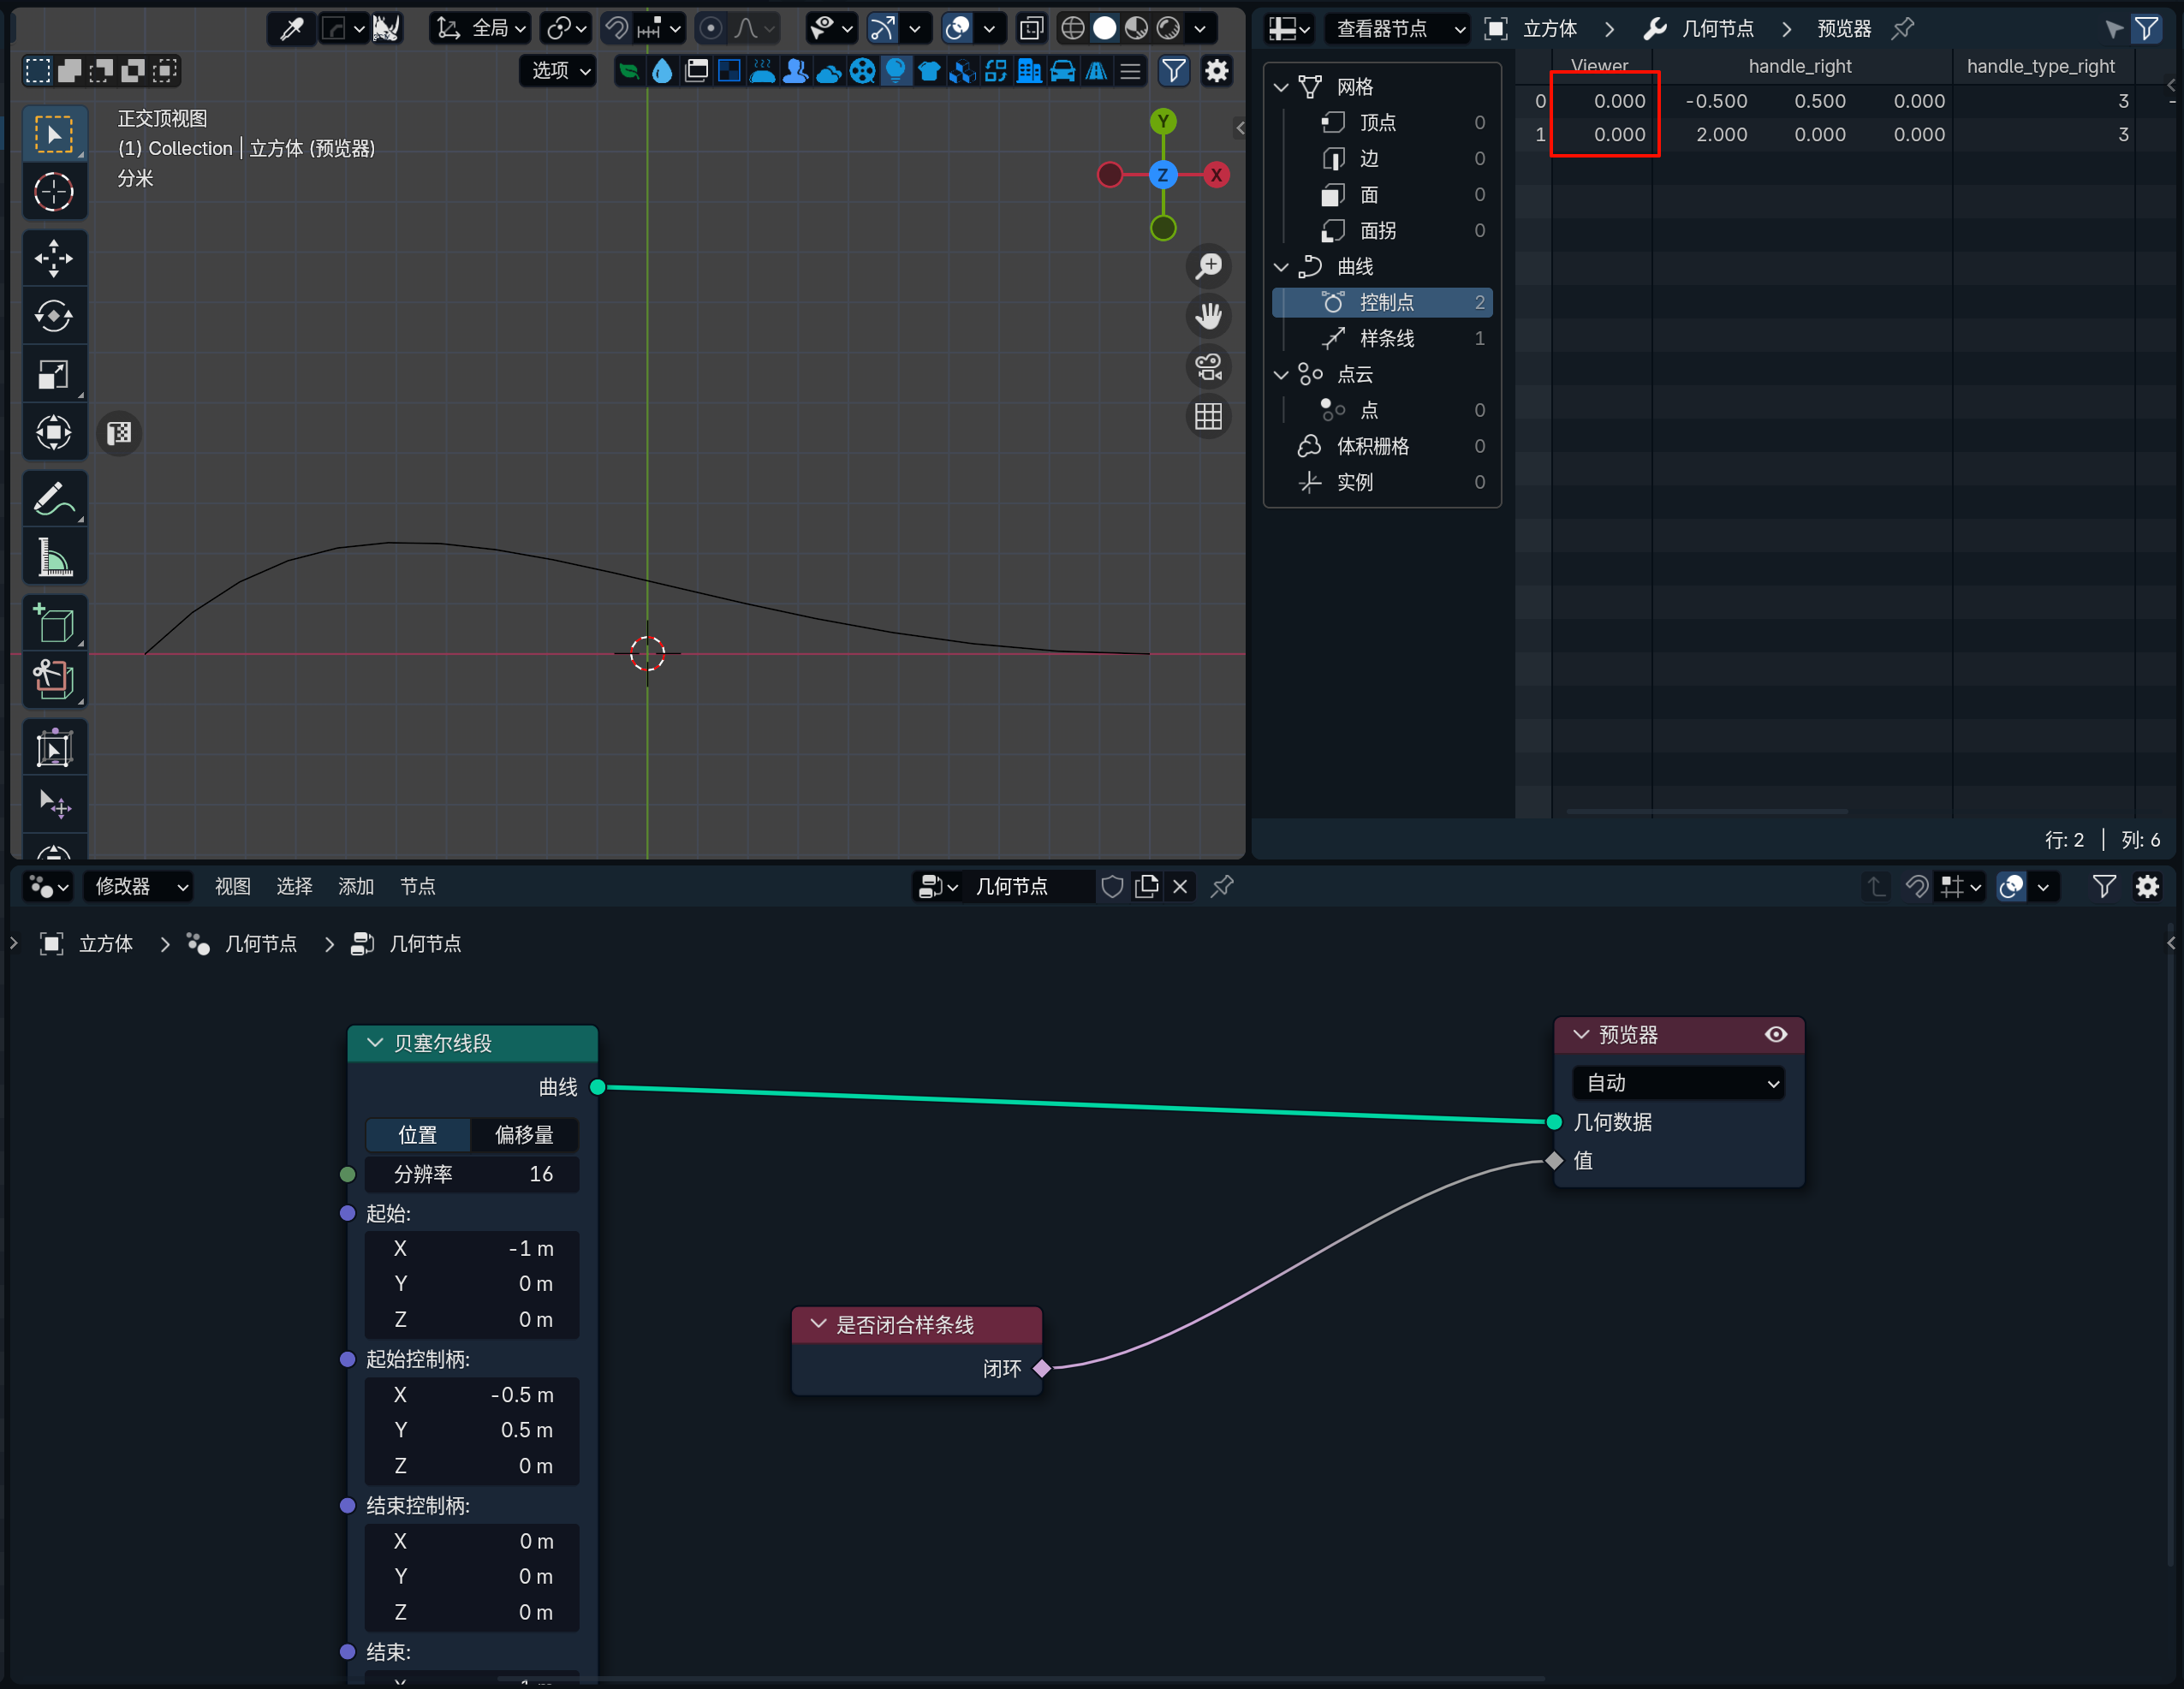 全局
选项
正交顶视图
(1) Collection | 立方体 (预览器)
分米
Y
Z
X
查看器节点
立方体
几何节点
预览器
网格
顶点 0
边 0
面 0
面拐 0
曲线
控制点 2
样条线 1
点云
点 0
体积栅格 0
实例 0
Viewer handle_right handle_type_right
0 0.000 -0.500 0.500 0.000 3 -
1 0.000 2.000 0.000 0.000 3
行: 2 | 列: 6
修改器 视图 选择 添加 节点
几何节点
立方体 几何节点 几何节点
贝塞尔线段
曲线
位置 偏移量
分辨率 16
起始:
X -1 m
Y 0 m
Z 0 m
起始控制柄:
X -0.5 m
Y 0.5 m
Z 0 m
结束控制柄:
X 0 m
Y 0 m
Z 0 m
结束:
是否闭合样条线
闭环
预览器
自动
几何数据
值